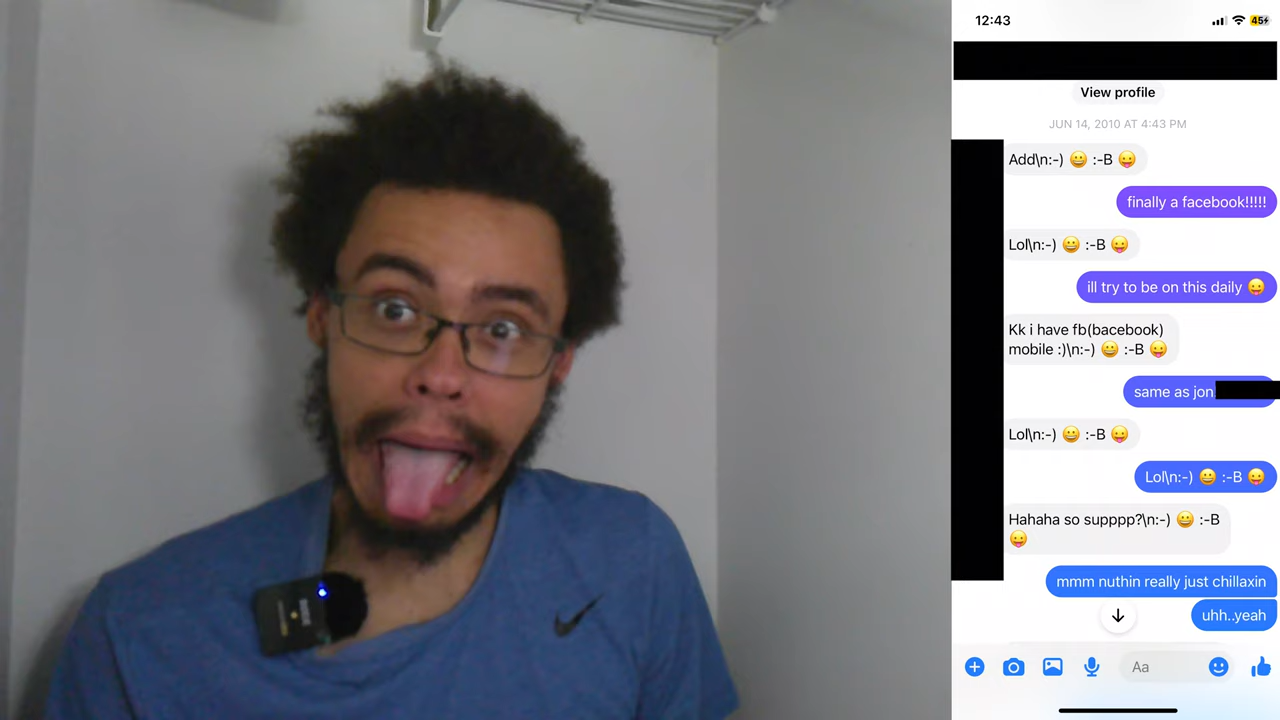 12:43
45
View profile
JUN 14, 2010 AT 4:43 PM
Add\n:-) 😀 :-B 😛
finally a facebook!!!!!
Lol\n:-) 😀 :-B 😛
ill try to be on this daily 😛
Kk i have fb(bacebook)
mobile :)\n:-) 😀 :-B 😛
same as jon
Lol\n:-) 😀 :-B 😛
Lol\n:-) 😀 :-B 😛
Hahaha so supppp?\n:-) 😀 :-B
😛
mmm nuthin really just chillaxin
uhh..yeah
Aa